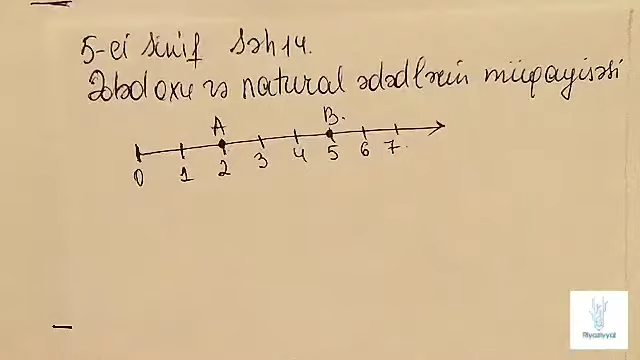 5-ci sinif Səh 14.
Ədəd oxu və natural ədədlərin müqayisəsi
A B.
0 1 2 3 4 5 6 7.
Riyaziyyat